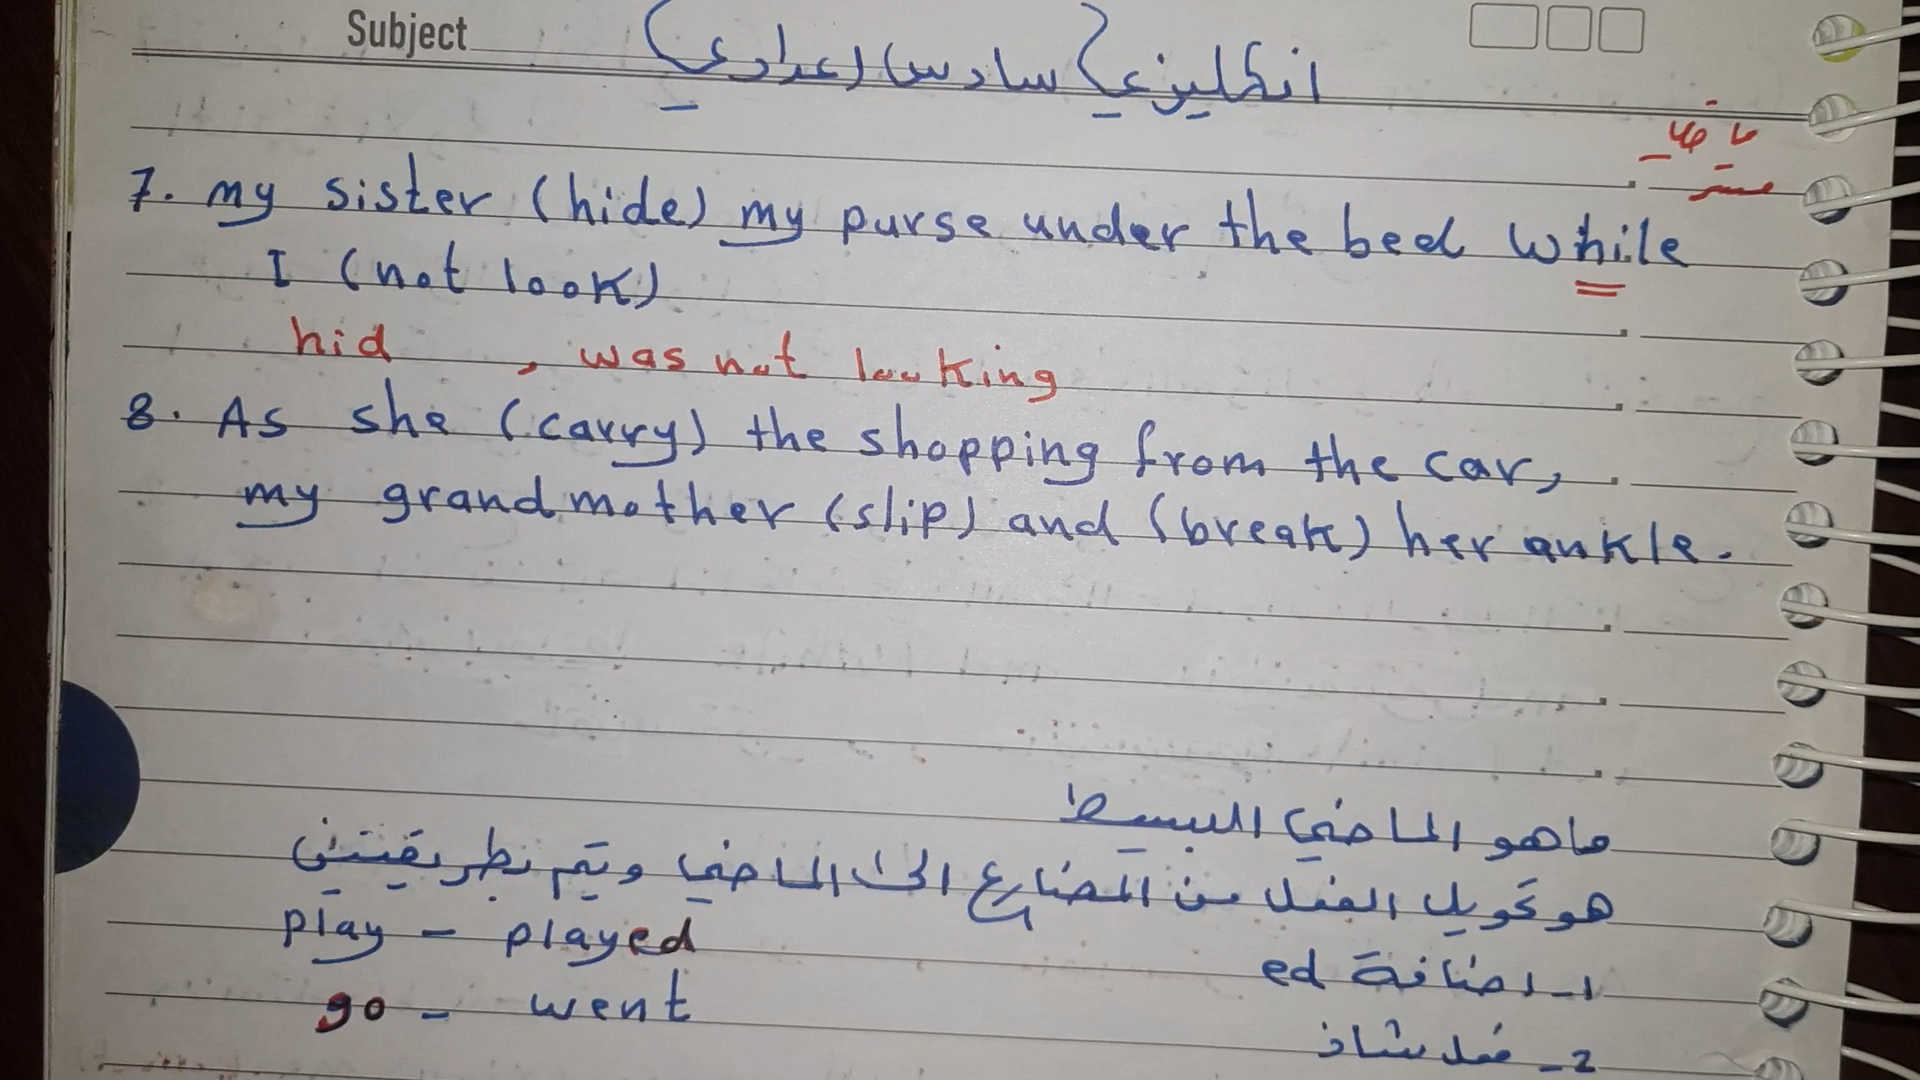 Subject انكليزي (سادس اعدادي)
7. my sister (hide) my purse under the bed while
I (not look)
hid , was not looking
8. As she (carry) the shopping from the car,
my grandmother (slip) and (break) her ankle.
ماهو الماضي البسيط
هو تحويل الفعل من المضارع الى الماضي ويتم بطريقتين
1- اضافة ed play - played
2- فعل شاذ go - went